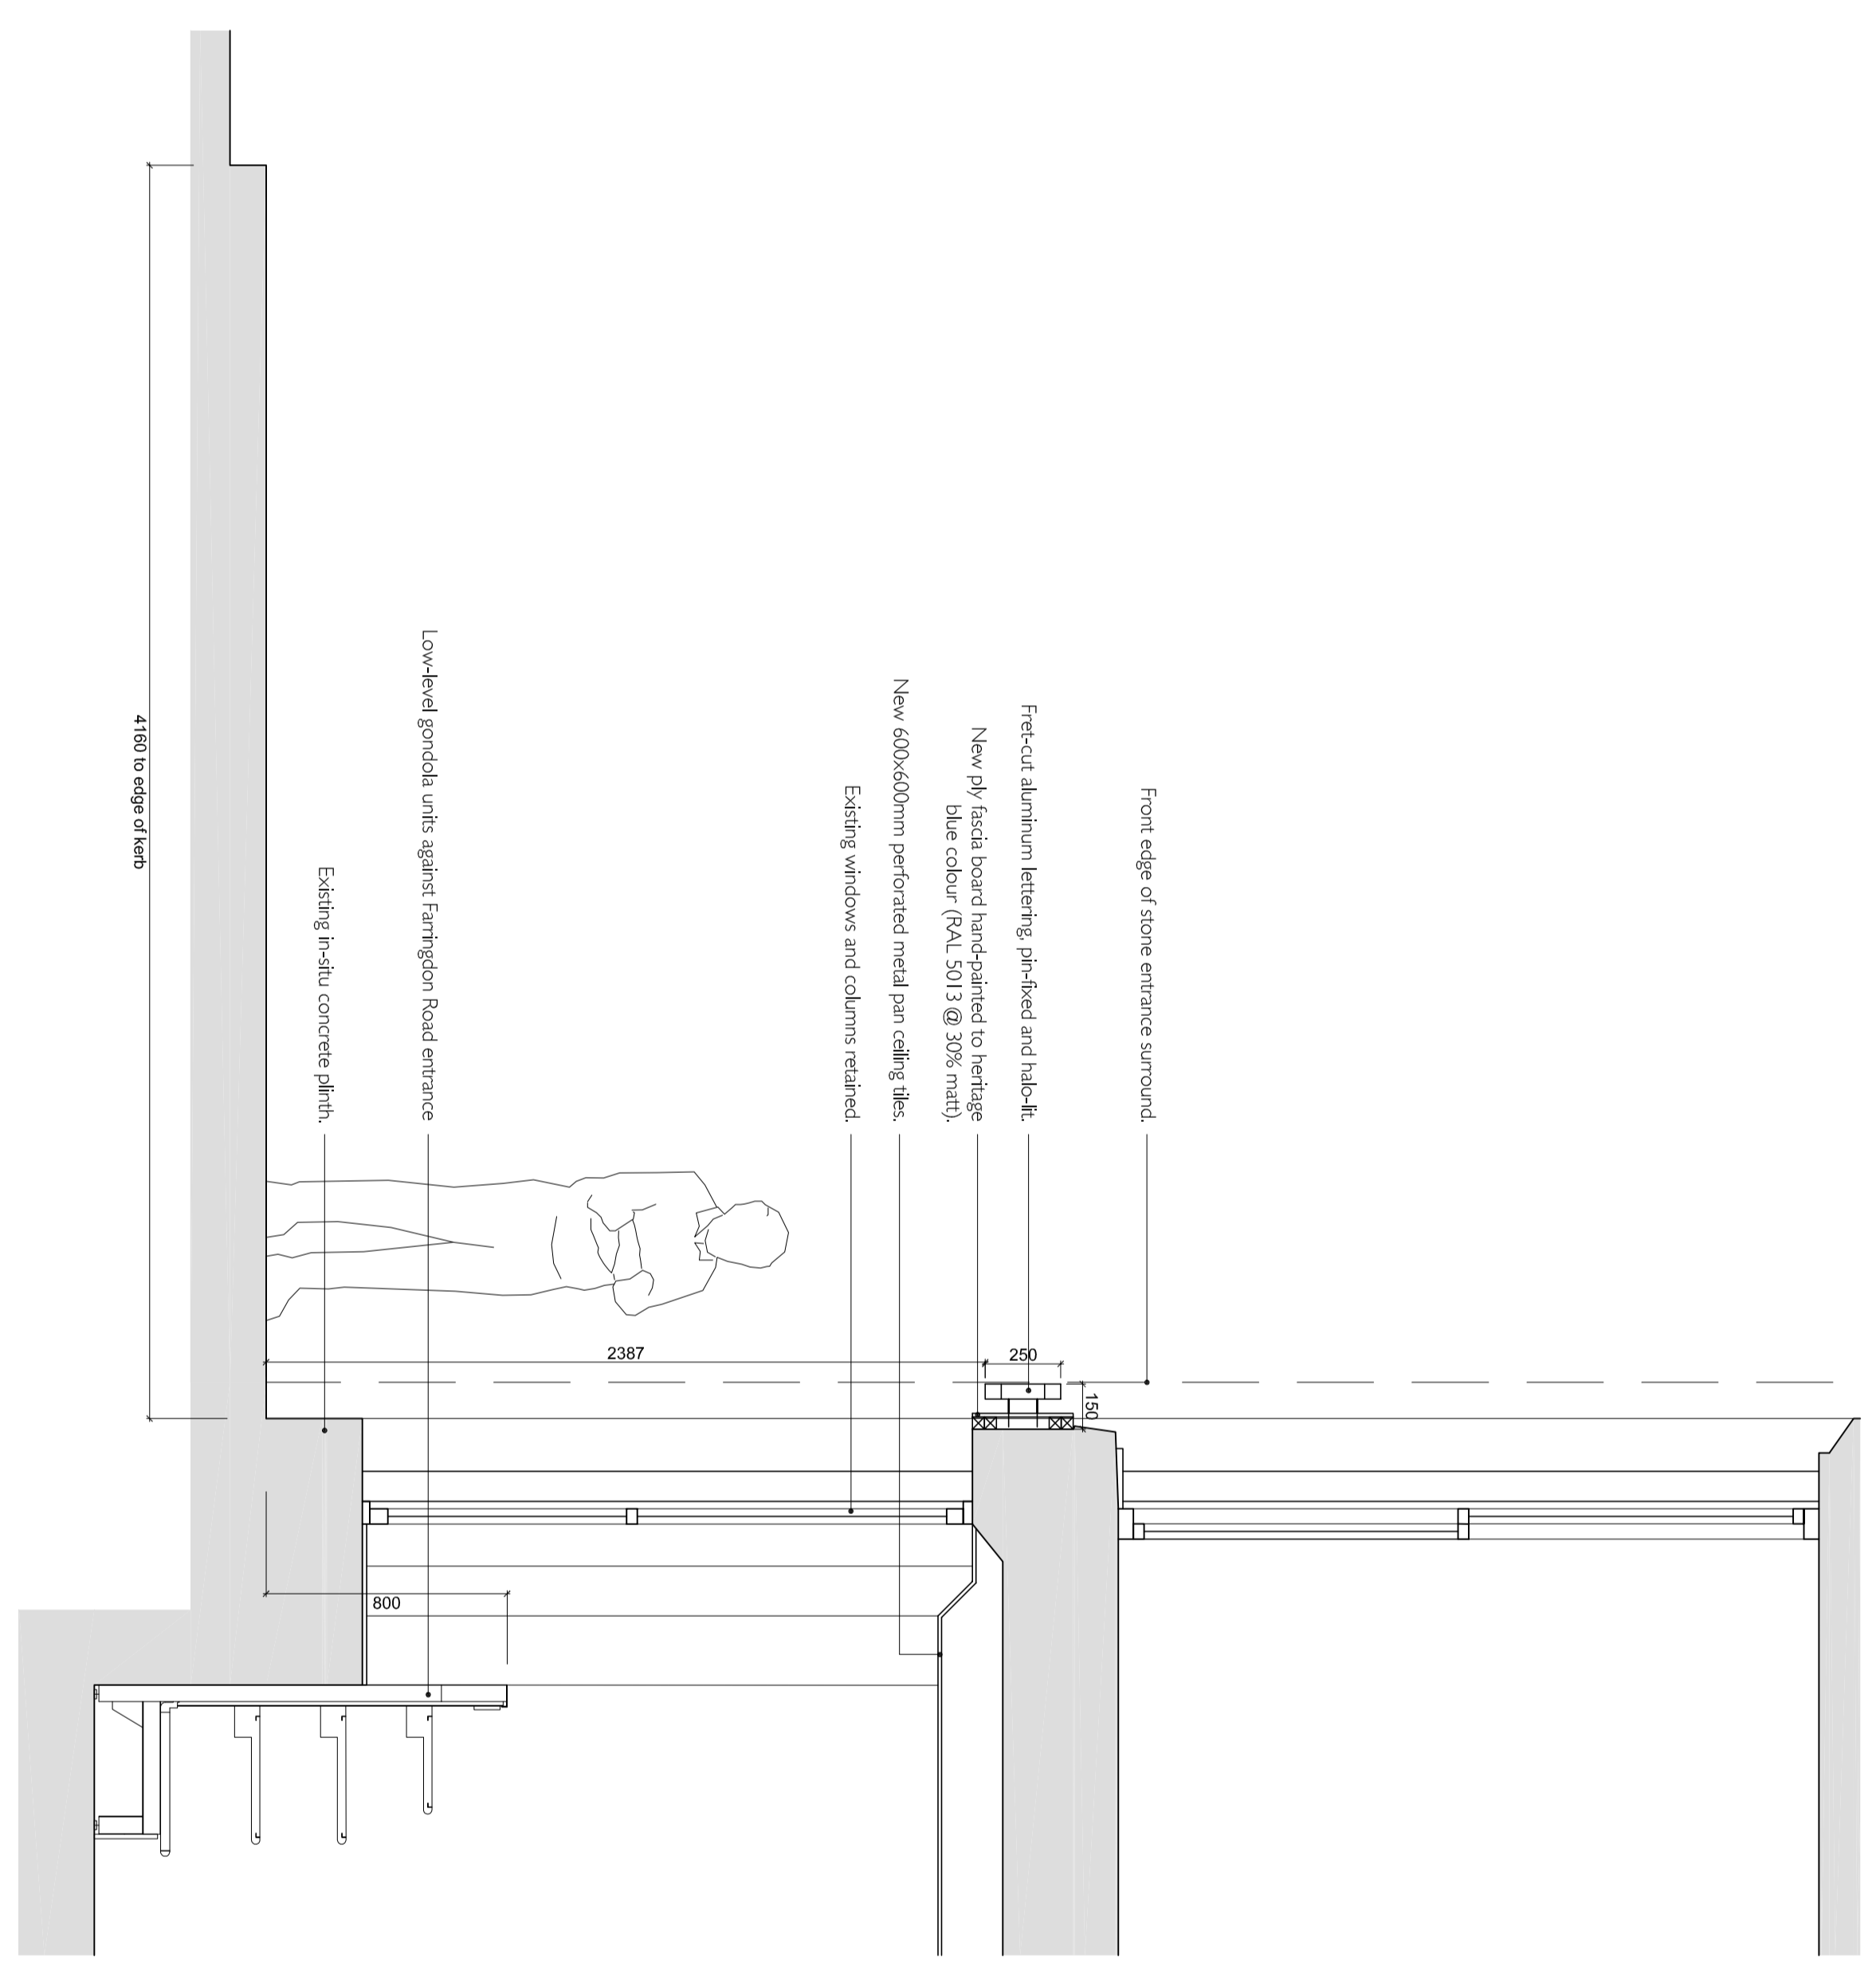 Front edge of stone entrance surround.
Fret-cut aluminum lettering, pin-fixed and halo-lit.
New ply fascia board hand-painted to heritage
blue colour (RAL 5013 @ 30% matt).
New 600x600mm perforated metal pan ceiling tiles.
Existing windows and columns retained.
Low-level gondola units against Farringdon Road entrance
Existing in-situ concrete plinth.
4160 to edge of kerb
2387
250
150
800